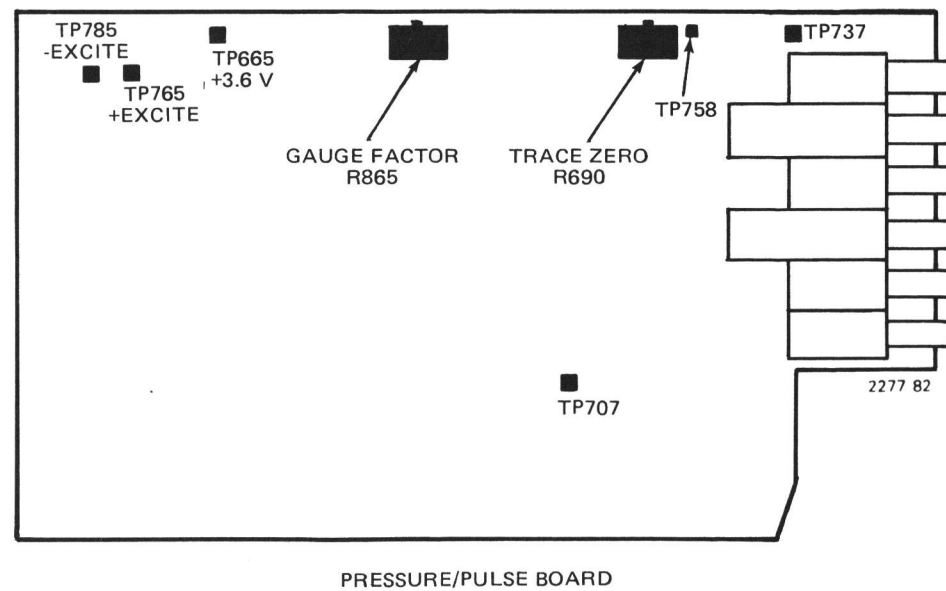 TP785
-EXCITE
TP665
+3.6 V
TP765
+EXCITE
GAUGE FACTOR
R865
TRACE ZERO
R690
TP758
TP737
TP707
2277 82
PRESSURE/PULSE BOARD